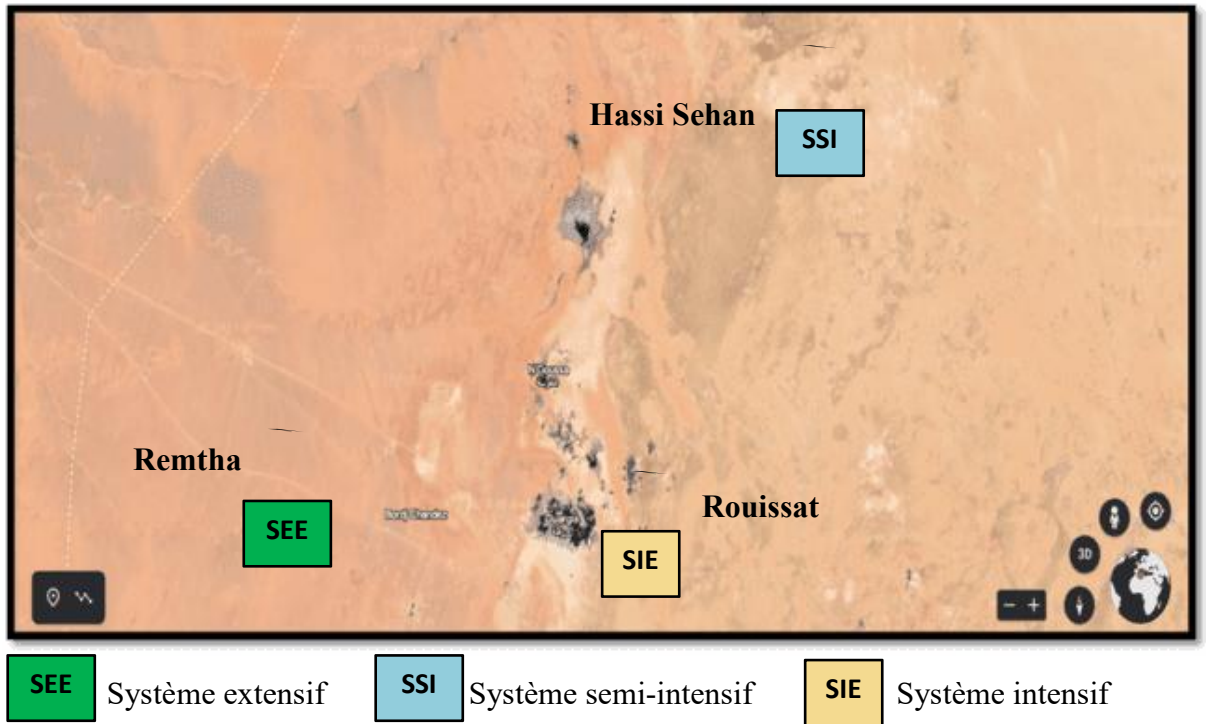 Hassi Sehan
SSI
Remtha
SEE
Rouissat
SIE
3D
SEE Système extensif SSI Système semi-intensif SIE Système intensif